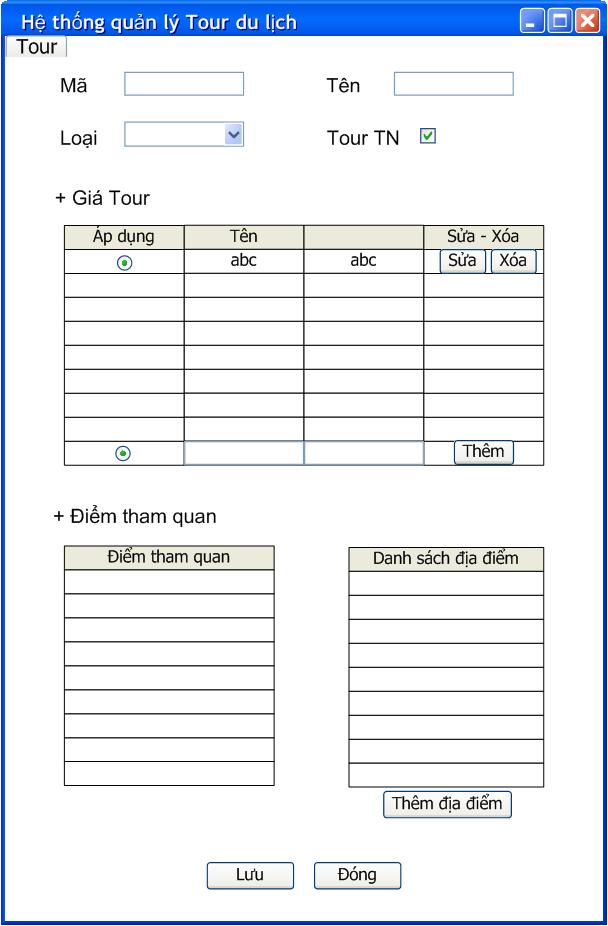 Hệ thống quản lý Tour du lịch
Tour
Mã Tên
Loại Tour TN
+ Giá Tour
Áp dụng Tên Sửa - Xóa
abc abc Sửa Xóa
Thêm
+ Điểm tham quan
Điểm tham quan Danh sách địa điểm
Thêm địa điểm
Lưu Đóng